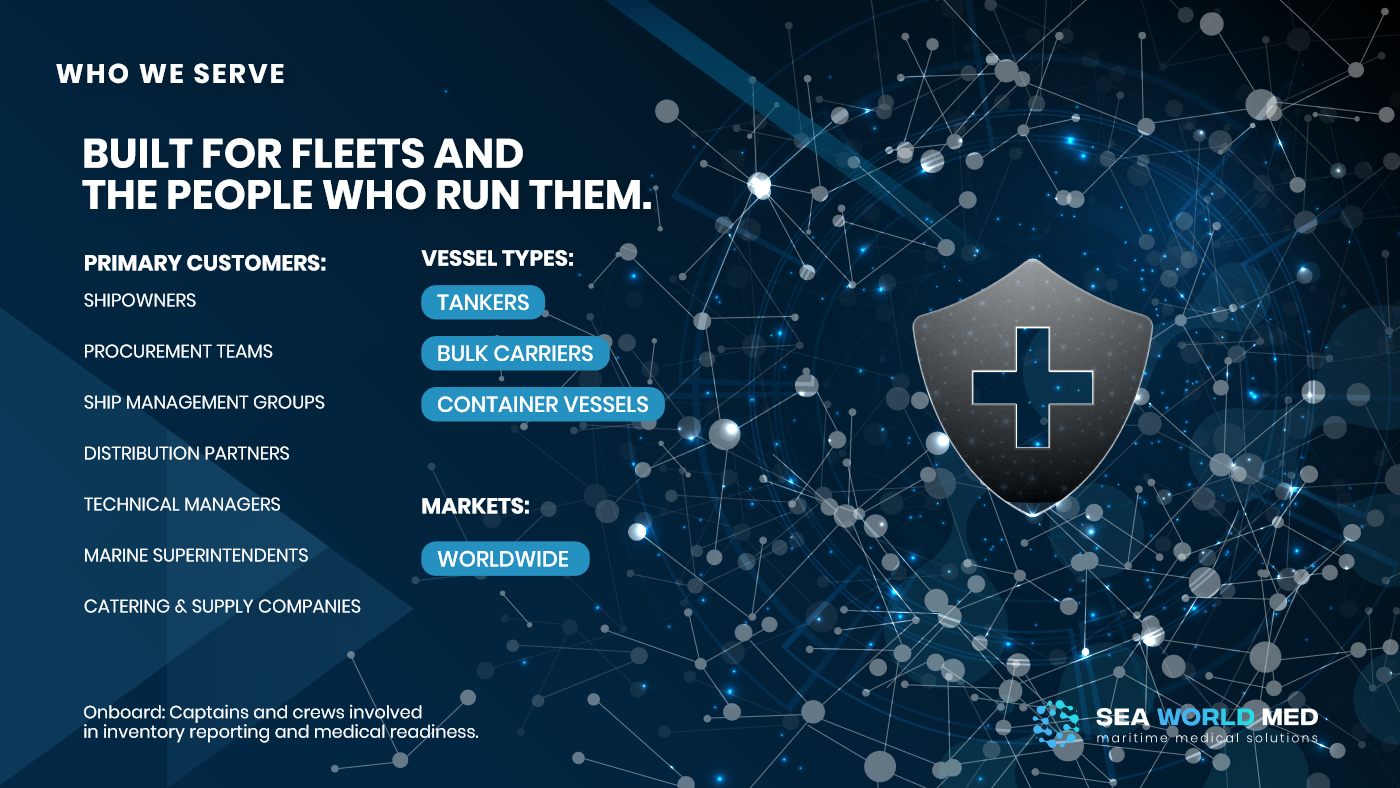 WHO WE SERVE
BUILT FOR FLEETS AND
THE PEOPLE WHO RUN THEM.
PRIMARY CUSTOMERS:
SHIPOWNERS
PROCUREMENT TEAMS
SHIP MANAGEMENT GROUPS
DISTRIBUTION PARTNERS
TECHNICAL MANAGERS
MARINE SUPERINTENDENTS
CATERING & SUPPLY COMPANIES
VESSEL TYPES:
TANKERS
BULK CARRIERS
CONTAINER VESSELS
MARKETS:
WORLDWIDE
Onboard: Captains and crews involved
in inventory reporting and medical readiness.
SEA WORLD MED
maritime medical solutions